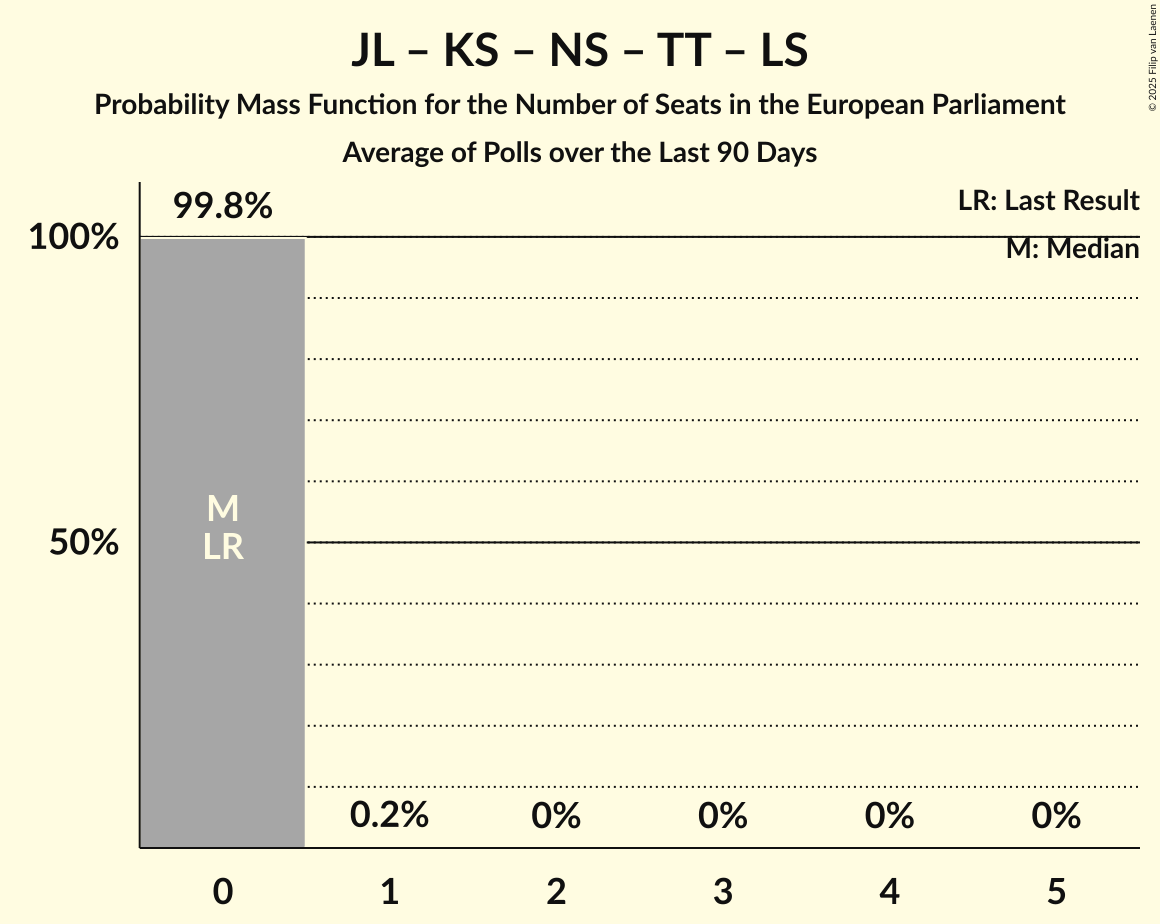 JL – KS – NS – TT – LS
Probability Mass Function for the Number of Seats in the European Parliament
Average of Polls over the Last 90 Days
© 2025 Filip van Laenen
LR: Last Result
M: Median
99.8%
100%
M
LR
50%
0.2% 0% 0% 0% 0%
0 1 2 3 4 5